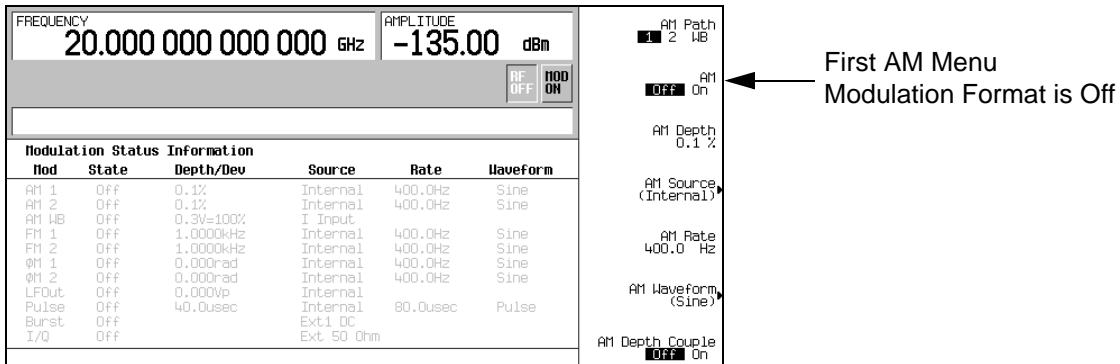 FREQUENCY
20.000 000 000 000 GHz
AMPLITUDE
-135.00 dBm
RF OFF
MOD ON
Modulation Status Information
Mod State Depth/Dev Source Rate Waveform
AM 1 Off 0.1% Internal 400.0Hz Sine
AM 2 Off 0.1% Internal 400.0Hz Sine
AM WB Off 0.3V=100% I Input
FM 1 Off 1.0000kHz Internal 400.0Hz Sine
FM 2 Off 1.0000kHz Internal 400.0Hz Sine
ΦM 1 Off 0.000rad Internal 400.0Hz Sine
ΦM 2 Off 0.000rad Internal 400.0Hz Sine
LFOut Off 0.000Vp Internal
Pulse Off 40.0usec Internal 80.0usec Pulse
Burst Off Ext1 DC
I/Q Off Ext 50 Ohm
AM Path
1 2 WB
AM
Off On
AM Depth
0.1 %
AM Source
(Internal)
AM Rate
400.0 Hz
AM Waveform
(Sine)
AM Depth Couple
Off On
First AM Menu
Modulation Format is Off